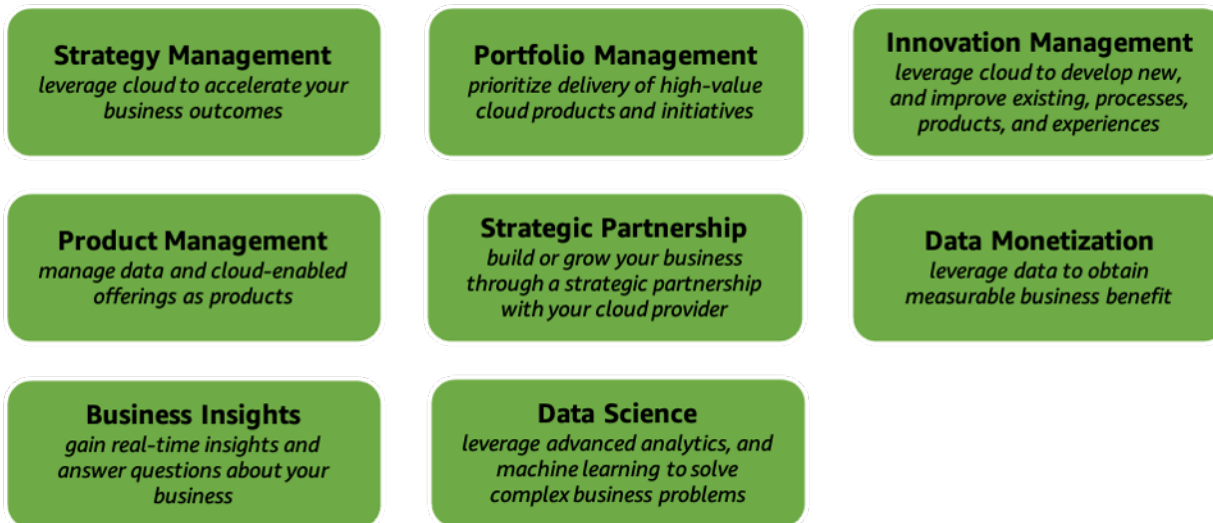 Strategy Management
leverage cloud to accelerate your
business outcomes
Portfolio Management
prioritize delivery of high-value
cloud products and initiatives
Innovation Management
leverage cloud to develop new,
and improve existing, processes,
products, and experiences
Product Management
manage data and cloud-enabled
offerings as products
Strategic Partnership
build or grow your business
through a strategic partnership
with your cloud provider
Data Monetization
leverage data to obtain
measurable business benefit
Business Insights
gain real-time insights and
answer questions about your
business
Data Science
leverage advanced analytics, and
machine learning to solve
complex business problems